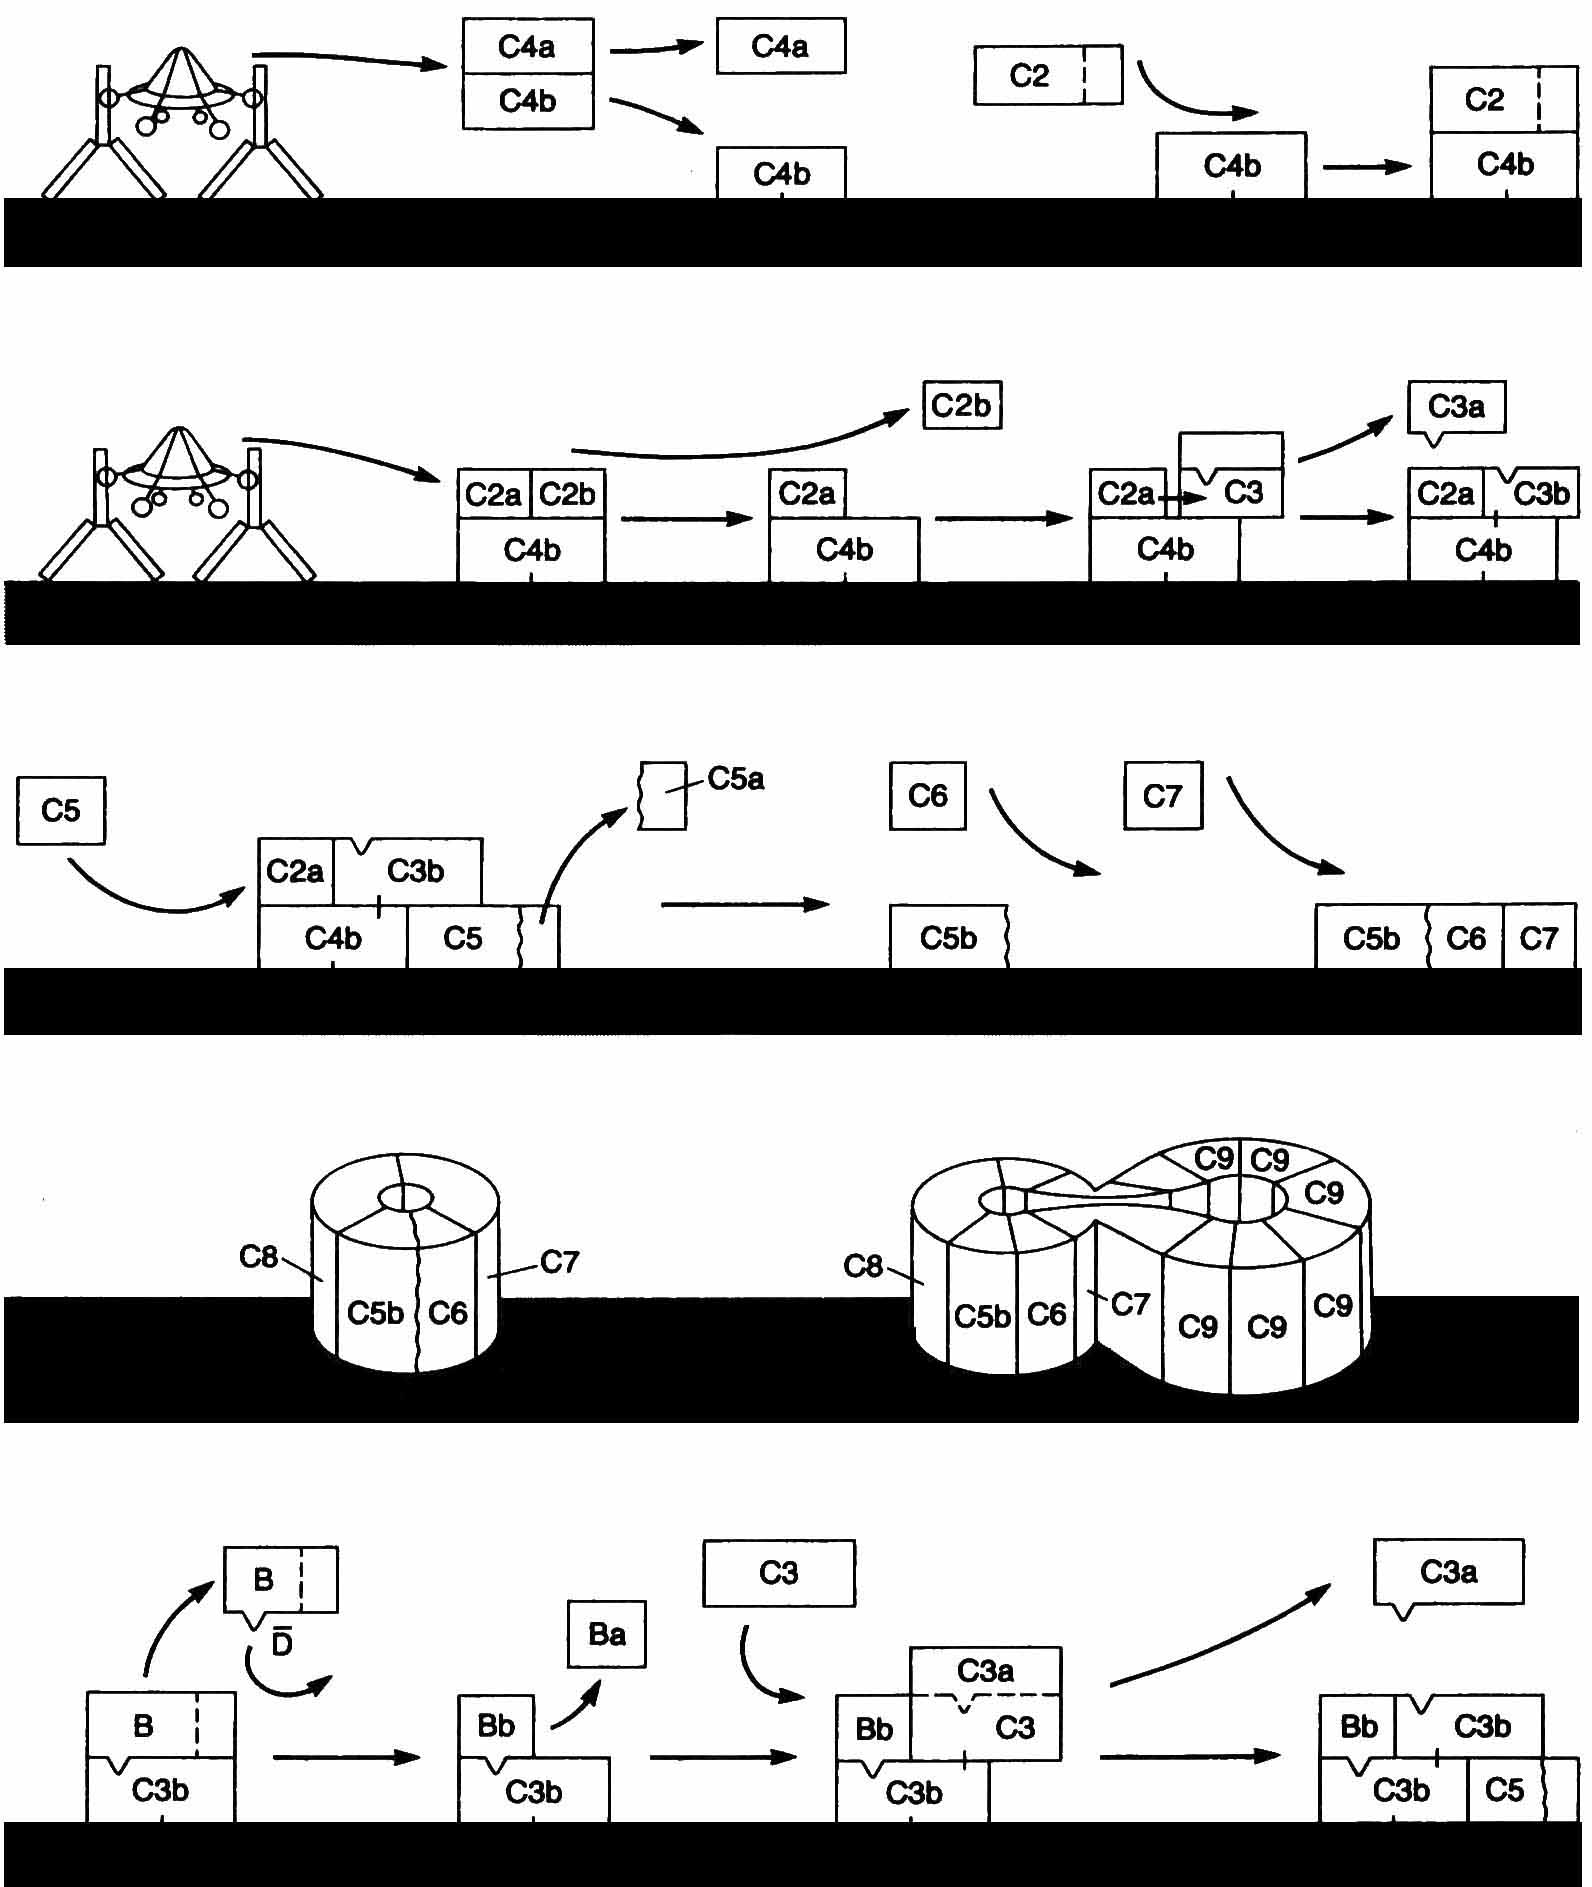 C4a
C4b
C4a
C4b
C2
C4b
C2
C4b
C2b
C3a
C2a C2b
C4b
C2a
C4b
C2a C3
C4b
C2a C3b
C4b
C5
C2a C3b
C4b C5
C5a
C6
C7
C5b
C5b C6 C7
C8
C5b C6
C7
C9 C9
C9
C8
C5b C6
C7
C9 C9
C9
B
D̅
B
C3b
Ba
Bb
C3b
C3
C3a
Bb C3
C3b
C3a
Bb C3b
C3b C5